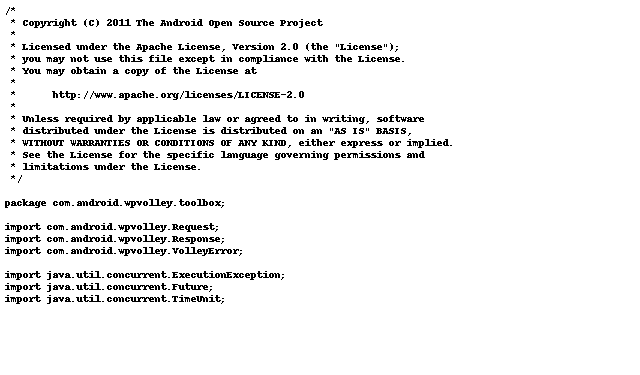 /*
 * Copyright (C) 2011 The Android Open Source Project
 *
 * Licensed under the Apache License, Version 2.0 (the "License");
 * you may not use this file except in compliance with the License.
 * You may obtain a copy of the License at
 *
 *      http://www.apache.org/licenses/LICENSE-2.0
 *
 * Unless required by applicable law or agreed to in writing, software
 * distributed under the License is distributed on an "AS IS" BASIS,
 * WITHOUT WARRANTIES OR CONDITIONS OF ANY KIND, either express or implied.
 * See the License for the specific language governing permissions and
 * limitations under the License.
 */

package com.android.wpvolley.toolbox;

import com.android.wpvolley.Request;
import com.android.wpvolley.Response;
import com.android.wpvolley.VolleyError;

import java.util.concurrent.ExecutionException;
import java.util.concurrent.Future;
import java.util.concurrent.TimeUnit;